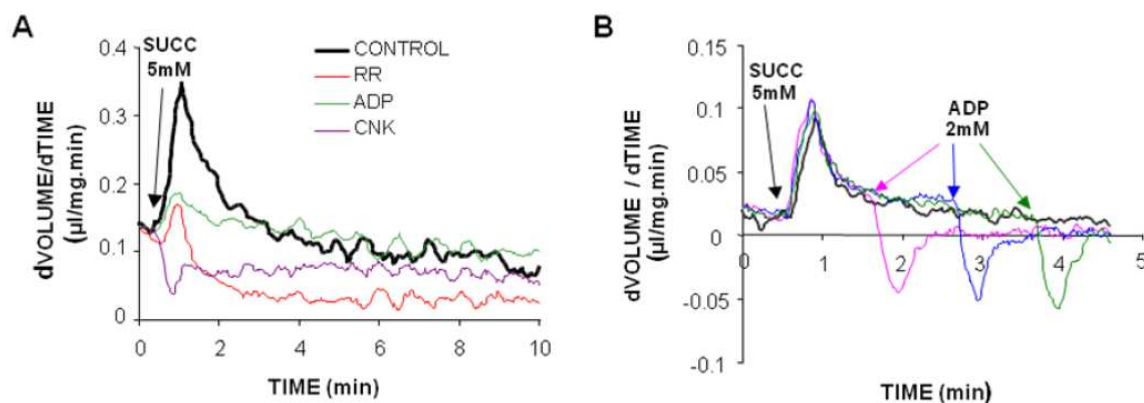 A
SUCC
5mM
CONTROL
RR
ADP
CNK
0.4
0.3
0.2
0.1
0
0 2 4 6 8 10
dVOLUME/dTIME
(µl/mg.min)
TIME (min)
B
SUCC
5mM
ADP
2mM
0.15
0.1
0.05
0
-0.05
-0.1
0 1 2 3 4 5
dVOLUME / dTIME
(µl/mg.min)
TIME (min)